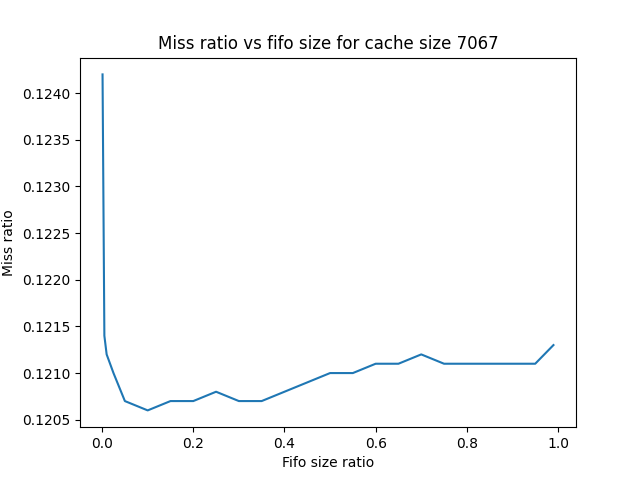 Miss ratio vs fifo size for cache size 7067
0.1240
0.1235
0.1230
0.1225
0.1220
0.1215
0.1210
0.1205
Miss ratio
0.0 0.2 0.4 0.6 0.8 1.0
Fifo size ratio